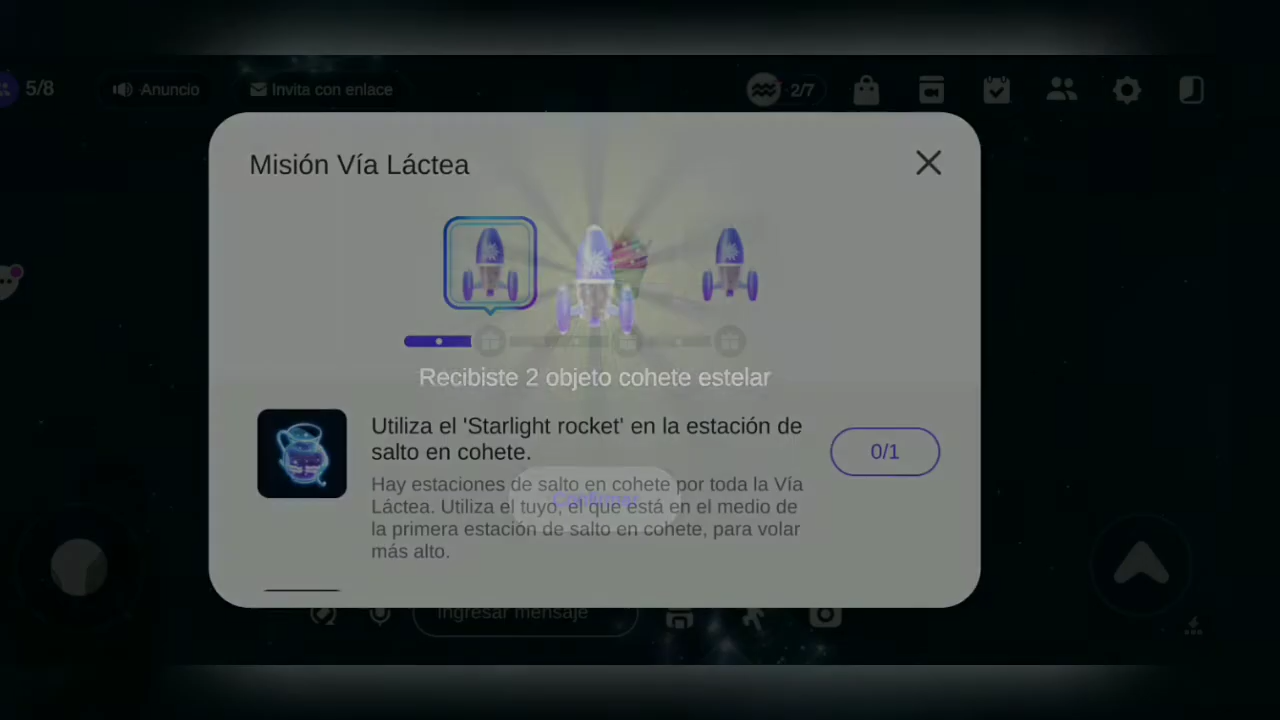 5/8
Anuncio
Invita con enlace
2/7
Misión Vía Láctea
Recibiste 2 objeto cohete estelar
Utiliza el 'Starlight rocket' en la estación de
salto en cohete.
0/1
Hay estaciones de salto en cohete por toda la Vía
Láctea. Utiliza el tuyo, el que está en el medio de
la primera estación de salto en cohete, para volar
más alto.
Confirmar
Ingresar mensaje